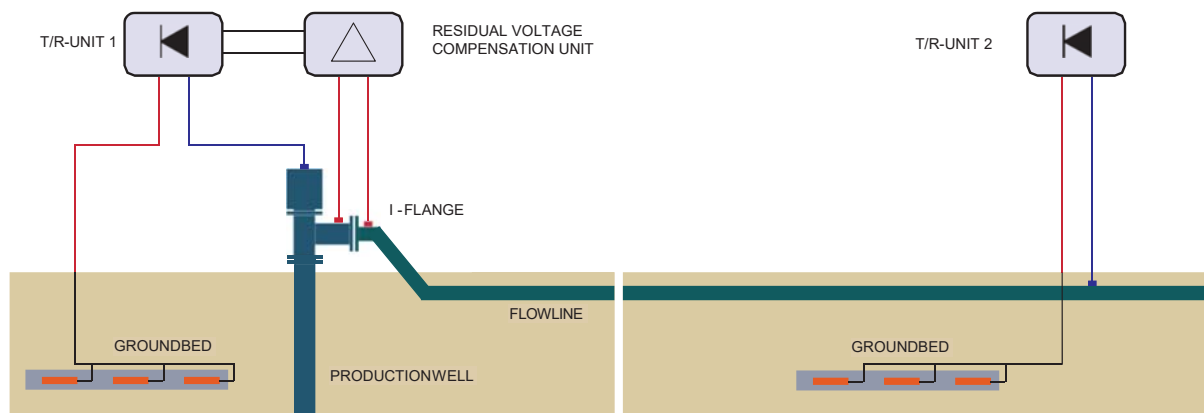 T/R-UNIT 1
RESIDUAL VOLTAGE
COMPENSATION UNIT
T/R-UNIT 2
I -FLANGE
FLOWLINE
GROUNDBED
GROUNDBED
PRODUCTIONWELL